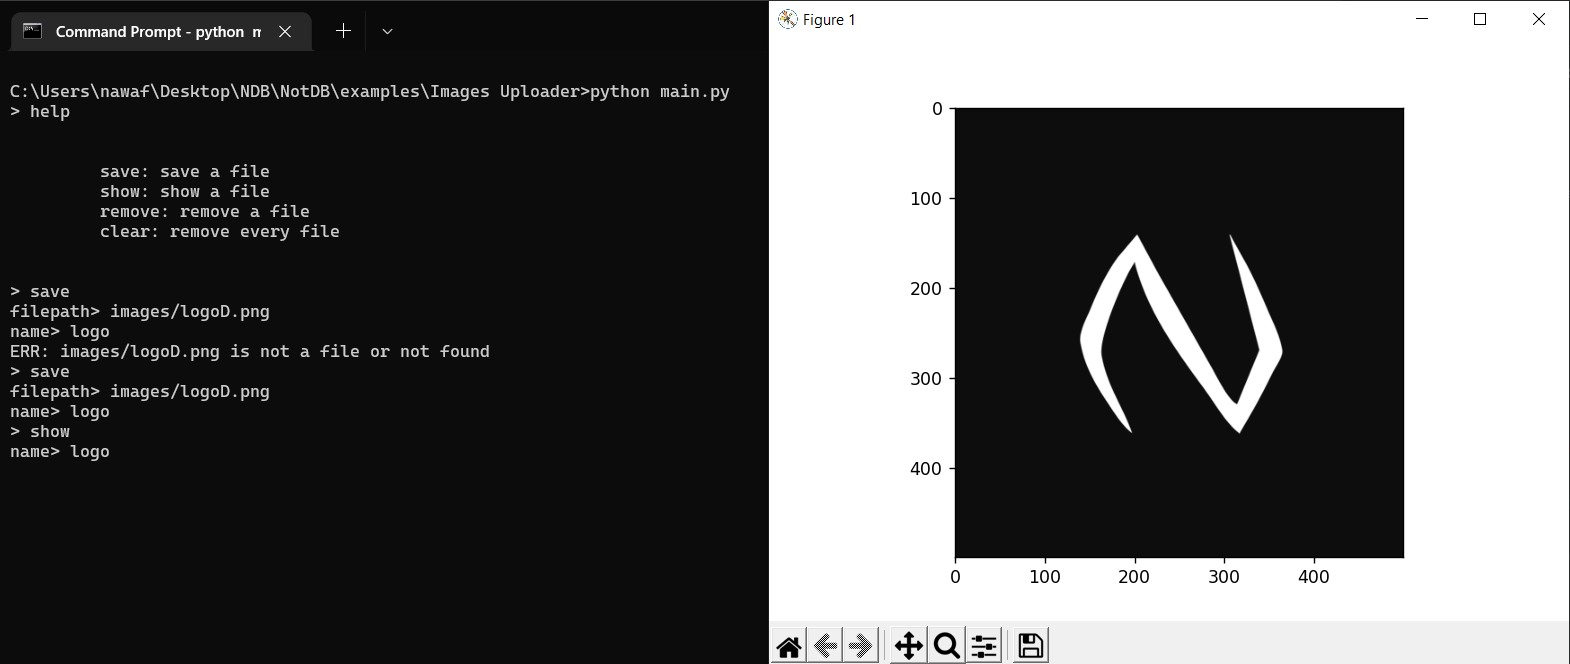 Command Prompt - python m
C:\Users\nawaf\Desktop\NDB\NotDB\examples\Images Uploader>python main.py
> help
save: save a file
show: show a file
remove: remove a file
clear: remove every file
> save
filepath> images/logoD.png
name> logo
ERR: images/logoD.png is not a file or not found
> save
filepath> images/logoD.png
name> logo
> show
name> logo
Figure 1
0
100
200
300
400
0 100 200 300 400